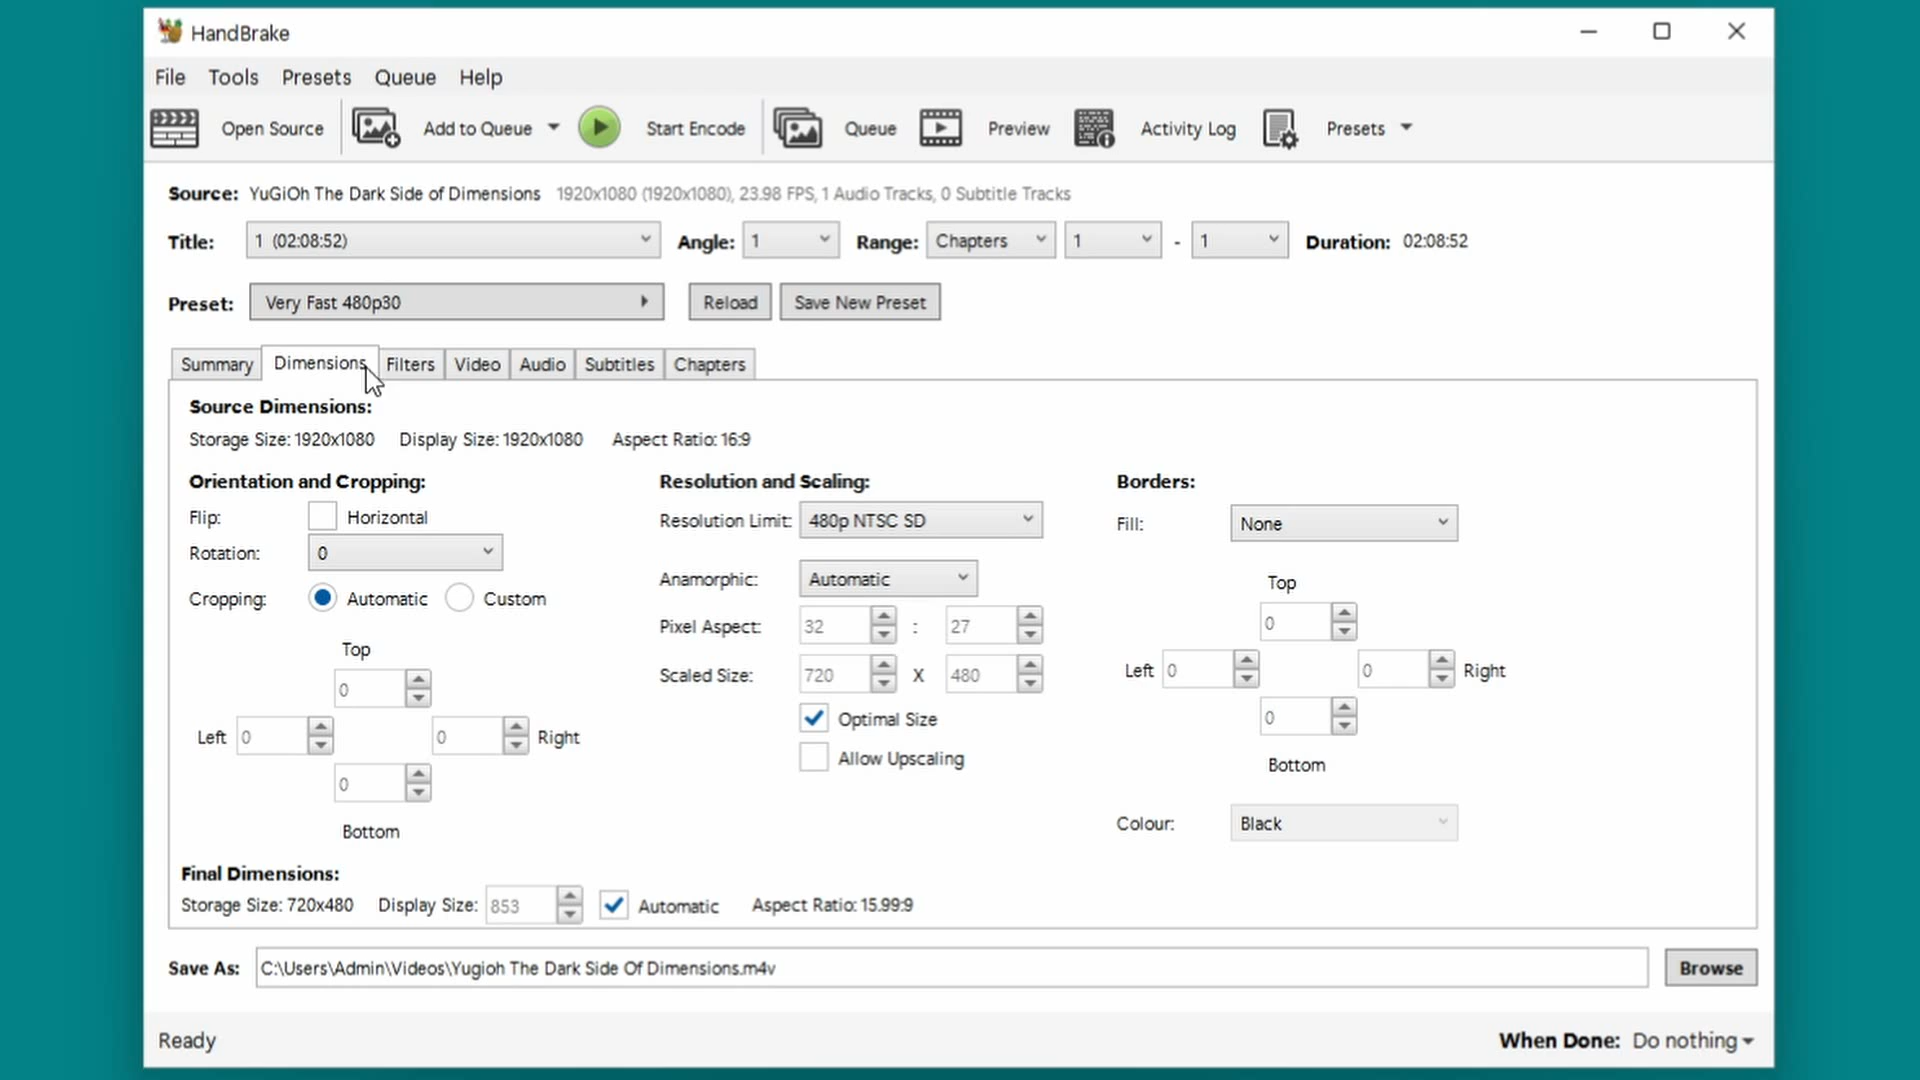 HandBrake
File Tools Presets Queue Help
Open Source Add to Queue Start Encode Queue Preview Activity Log Presets
Source: YuGiOh The Dark Side of Dimensions 1920x1080 (1920x1080), 23.98 FPS, 1 Audio Tracks, 0 Subtitle Tracks
Title: 1 (02:08:52) Angle: 1 Range: Chapters 1 - 1 Duration: 02:08:52
Preset: Very Fast 480p30 Reload Save New Preset
Summary Dimensions Filters Video Audio Subtitles Chapters
Source Dimensions:
Storage Size: 1920x1080 Display Size: 1920x1080 Aspect Ratio: 16:9
Orientation and Cropping:
Flip: Horizontal
Rotation: 0
Cropping: Automatic Custom
Top
0
Left 0 0 Right
0
Bottom
Resolution and Scaling:
Resolution Limit: 480p NTSC SD
Anamorphic: Automatic
Pixel Aspect: 32 : 27
Scaled Size: 720 X 480
Optimal Size
Allow Upscaling
Borders:
Fill: None
Top
0
Left 0 0 Right
0
Bottom
Colour: Black
Final Dimensions:
Storage Size: 720x480 Display Size: 853 Automatic Aspect Ratio: 15.99:9
Save As: C:\Users\Admin\Videos\Yugioh The Dark Side Of Dimensions.m4v Browse
Ready When Done: Do nothing